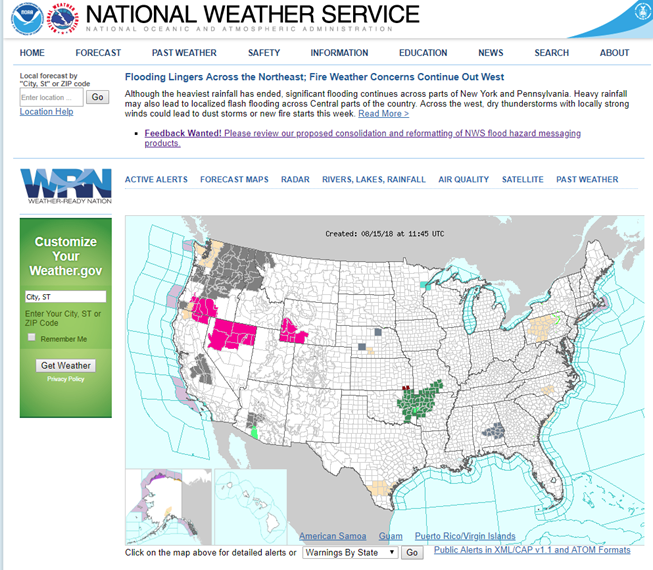 NATIONAL WEATHER SERVICE
NATIONAL OCEANIC AND ATMOSPHERIC ADMINISTRATION
HOME FORECAST PAST WEATHER SAFETY INFORMATION EDUCATION NEWS SEARCH ABOUT
Local forecast by
"City, St" or ZIP code
Enter location ...
Go
Location Help
Flooding Lingers Across the Northeast; Fire Weather Concerns Continue Out West
Although the heaviest rainfall has ended, significant flooding continues across parts of New York and Pennsylvania. Heavy rainfall
may also lead to localized flash flooding across Central parts of the country. Across the west, dry thunderstorms with locally strong
winds could lead to dust storms or new fire starts this week. Read More >
Feedback Wanted! Please review our proposed consolidation and reformatting of NWS flood hazard messaging
products.
WRN
WEATHER-READY NATION
ACTIVE ALERTS FORECAST MAPS RADAR RIVERS, LAKES, RAINFALL AIR QUALITY SATELLITE PAST WEATHER
Customize
Your
Weather.gov
City, ST
Enter Your City, ST or
ZIP Code
Remember Me
Get Weather
Privacy Policy
Created: 08/15/18 at 11:45 UTC
American Samoa Guam Puerto Rico/Virgin Islands
Click on the map above for detailed alerts or Warnings By State Go Public Alerts in XML/CAP v1.1 and ATOM Formats